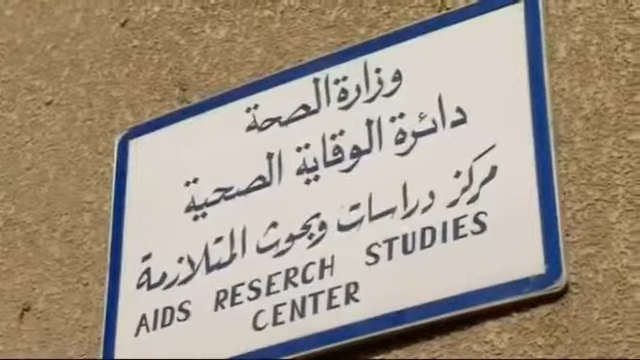 وزارة الصحة
دائرة الوقاية الصحية
مركز دراسات وبحوث المتلازمة
AIDS RESERCH STUDIES
CENTER